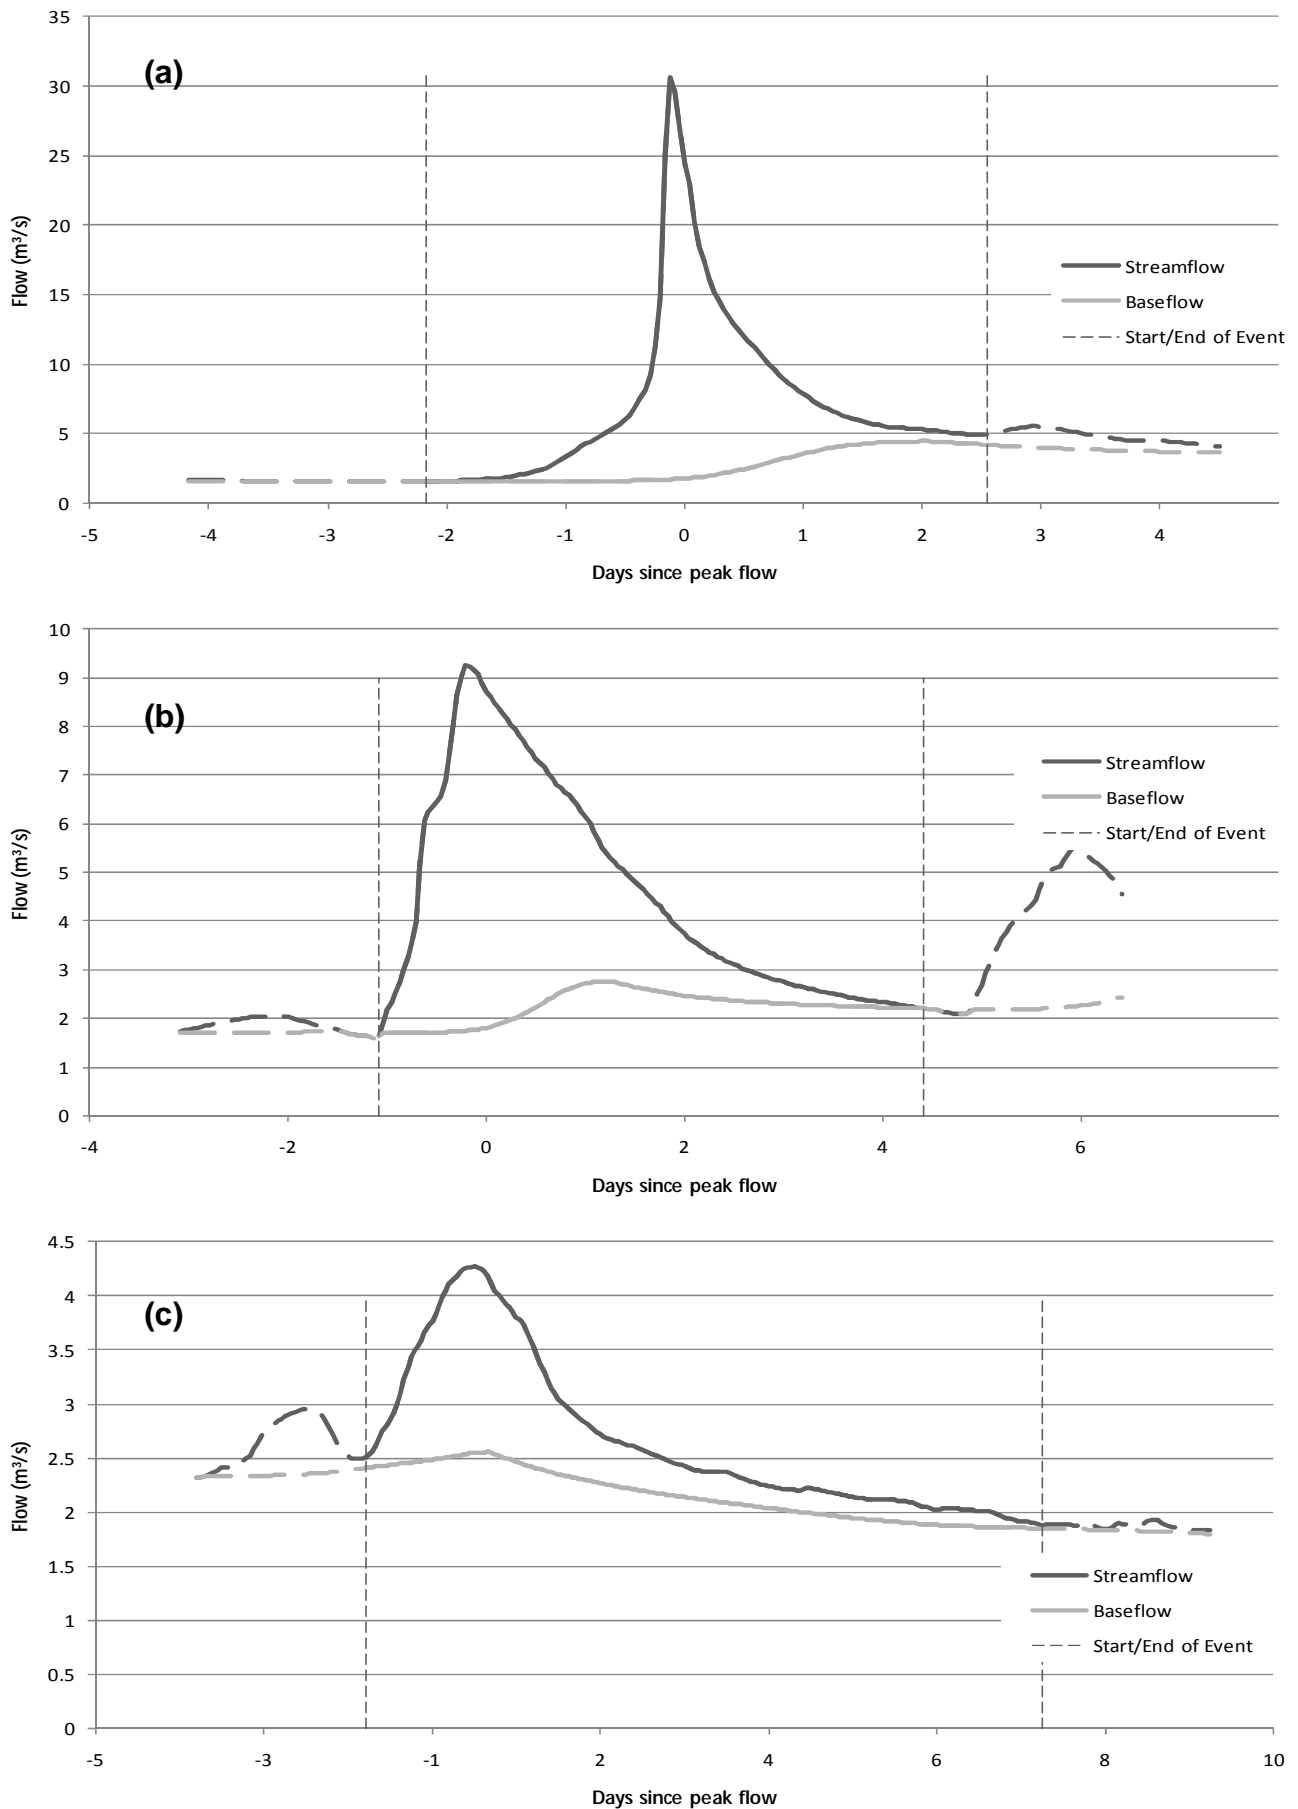 35
30
25
20
15
10
5
0
Flow (m³/s)
(a)
Streamflow
Baseflow
Start/End of Event
-5 -4 -3 -2 -1 0 1 2 3 4
Days since peak flow
10
9
8
7
6
5
4
3
2
1
0
Flow (m³/s)
(b)
Streamflow
Baseflow
Start/End of Event
-4 -2 0 2 4 6
Days since peak flow
4.5
4
3.5
3
2.5
2
1.5
1
0.5
0
Flow (m³/s)
(c)
Streamflow
Baseflow
Start/End of Event
-5 -3 -1 2 4 6 8 10
Days since peak flow